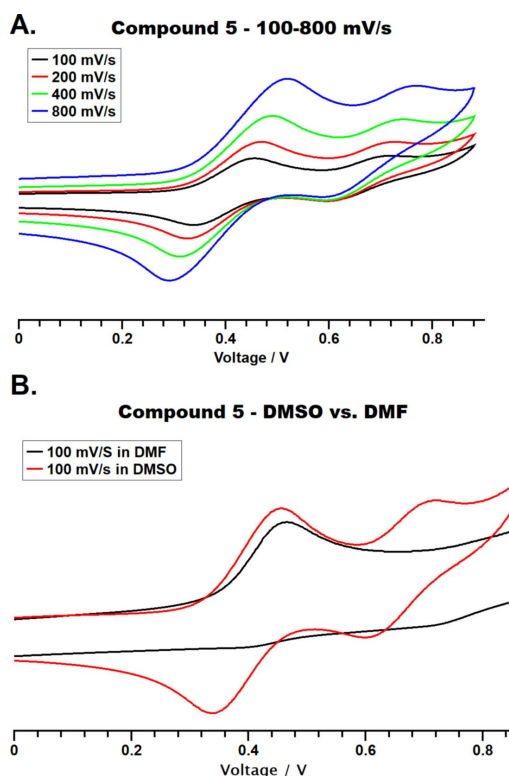 A.
Compound 5 - 100-800 mV/s
100 mV/s
200 mV/s
400 mV/s
800 mV/s
0 0.2 0.4 0.6 0.8
Voltage / V
B.
Compound 5 - DMSO vs. DMF
100 mV/S in DMF
100 mV/s in DMSO
0 0.2 0.4 0.6 0.8
Voltage / V